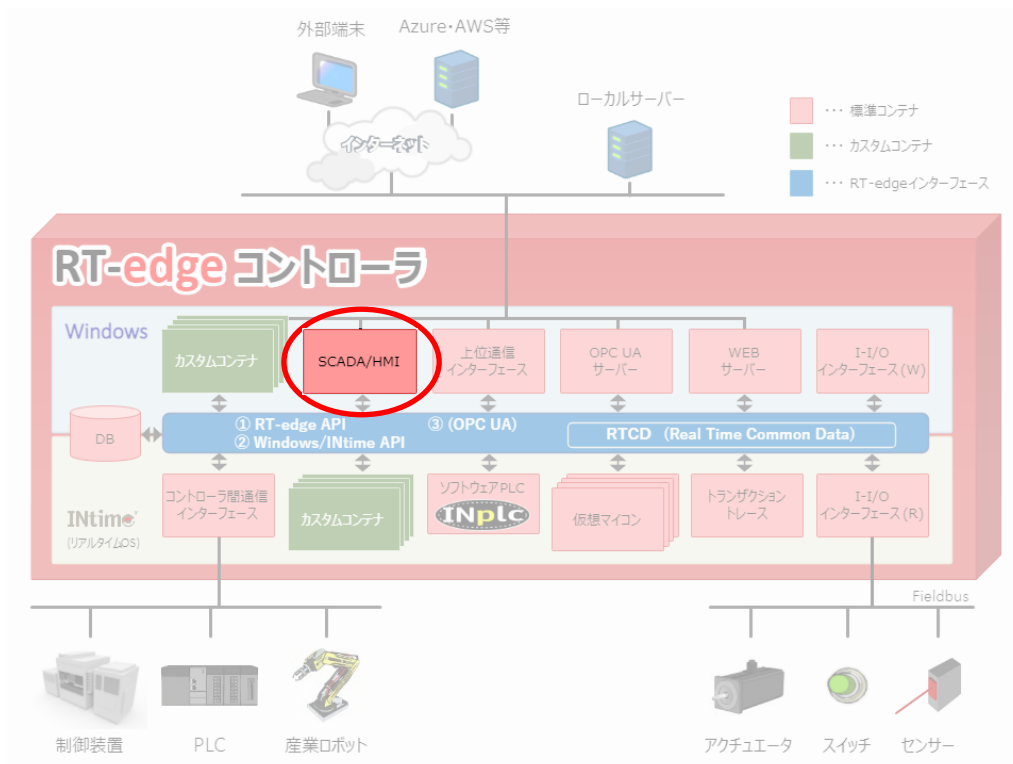 外部端末
Azure・AWS等
ローカルサーバー
インターネット
・・・ 標準コンテナ
・・・ カスタムコンテナ
・・・ RT-edgeインターフェース
RT-edge コントローラ
Windows
カスタムコンテナ
SCADA/HMI
上位通信
インターフェース
OPC UA
サーバー
WEB
サーバー
I-I/O
インターフェース(W)
DB
① RT-edge API
③ (OPC UA)
② Windows/INtime API
RTCD (Real Time Common Data)
INtime
(リアルタイムOS)
コントローラ間通信
インターフェース
カスタムコンテナ
ソフトウェアPLC
INplc
仮想マイコン
トランザクション
トレース
I-I/O
インターフェース(R)
Fieldbus
制御装置
PLC
産業ロボット
アクチュエータ
スイッチ
センサー